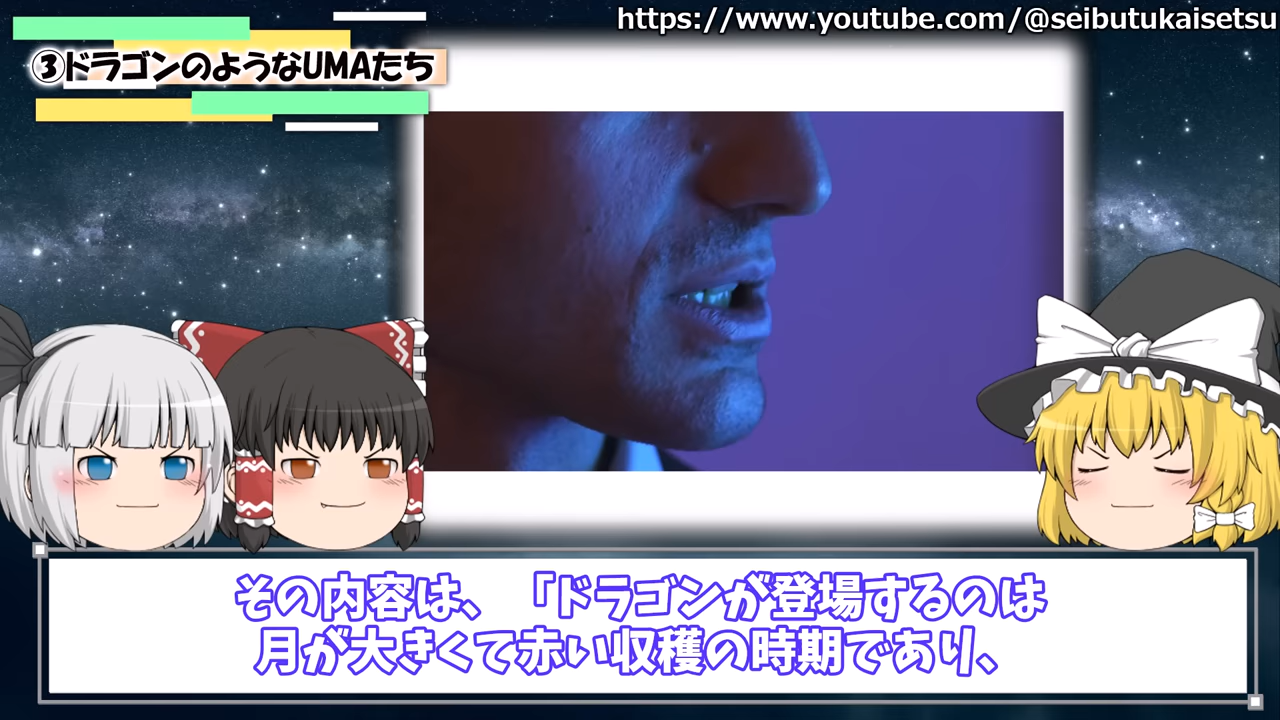 https://www.youtube.com/@seibutukaisetsu
③ドラゴンのようなUMAたち
その内容は、「ドラゴンが登場するのは
月が大きくて赤い収穫の時期であり、